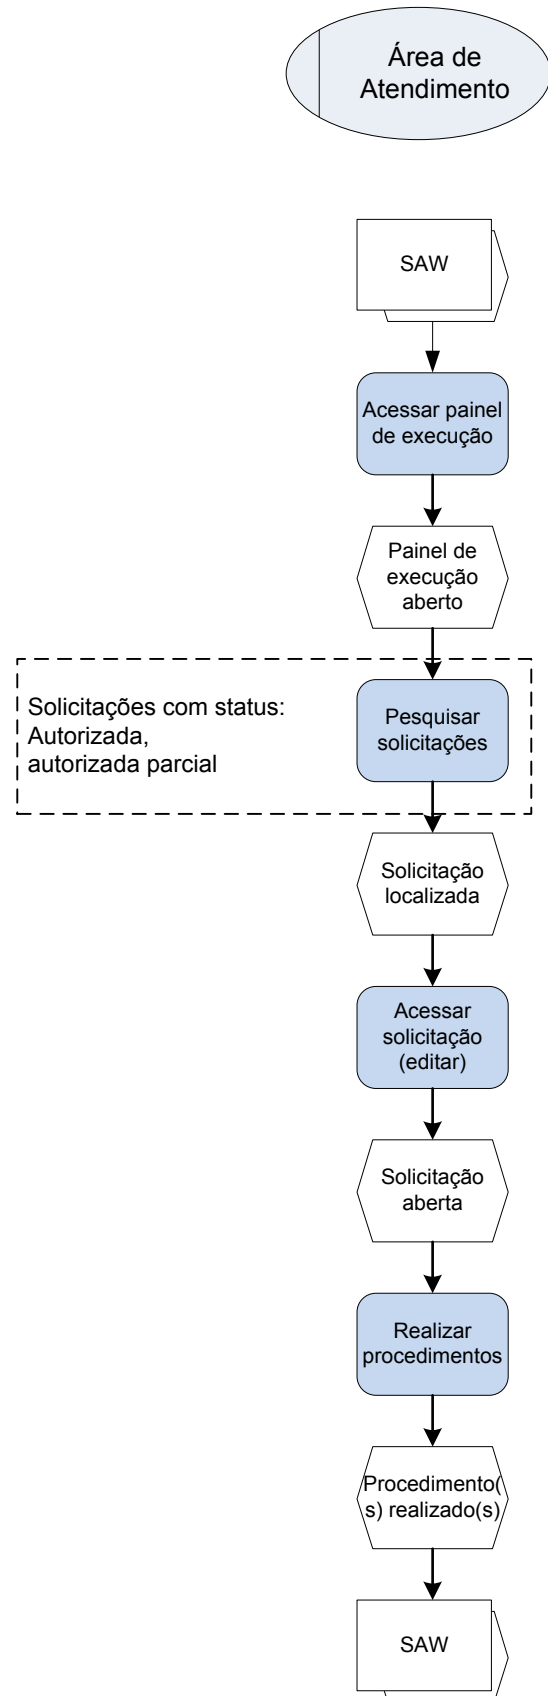 Área de
Atendimento
SAW
Acessar painel
de execução
Painel de
execução
aberto
Solicitações com status:
Autorizada,
autorizada parcial
Pesquisar
solicitações
Solicitação
localizada
Acessar
solicitação
(editar)
Solicitação
aberta
Realizar
procedimentos
Procedimento(
s) realizado(s)
SAW